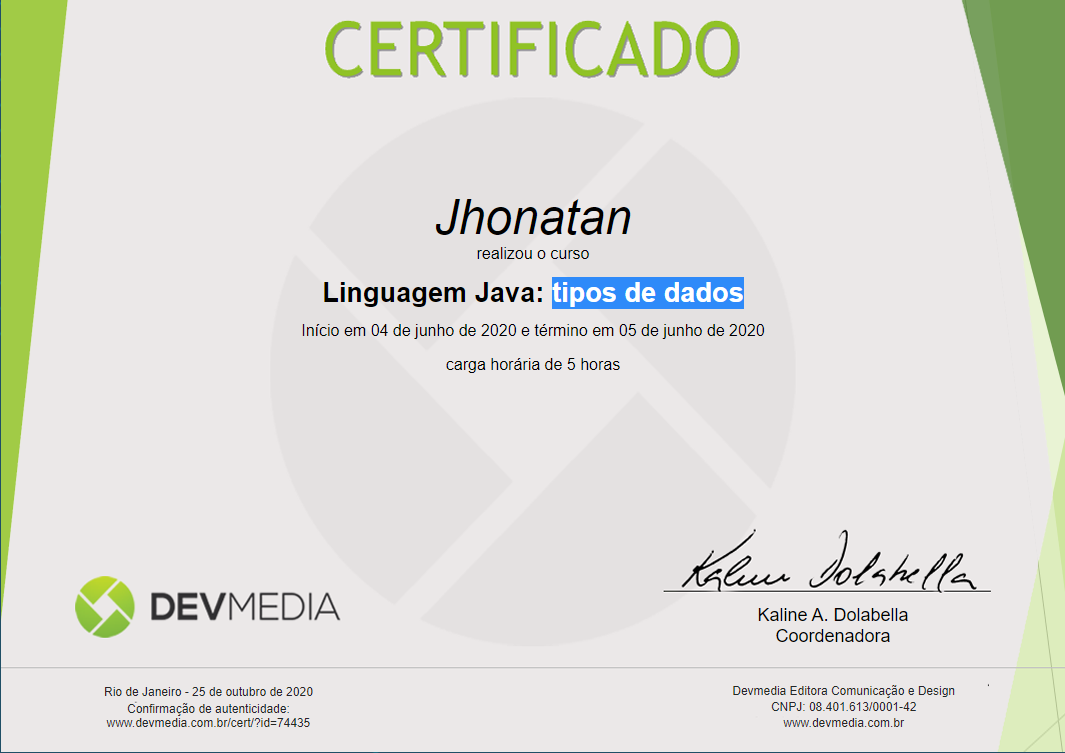 CERTIFICADO
Jhonatan
realizou o curso
Linguagem Java: tipos de dados
Início em 04 de junho de 2020 e término em 05 de junho de 2020
carga horária de 5 horas
Kaline Dolabella
DEVMEDIA
Kaline A. Dolabella
Coordenadora
Rio de Janeiro - 25 de outubro de 2020
Confirmação de autenticidade:
www.devmedia.com.br/cert/?id=74435
Devmedia Editora Comunicação e Design
CNPJ: 08.401.613/0001-42
www.devmedia.com.br